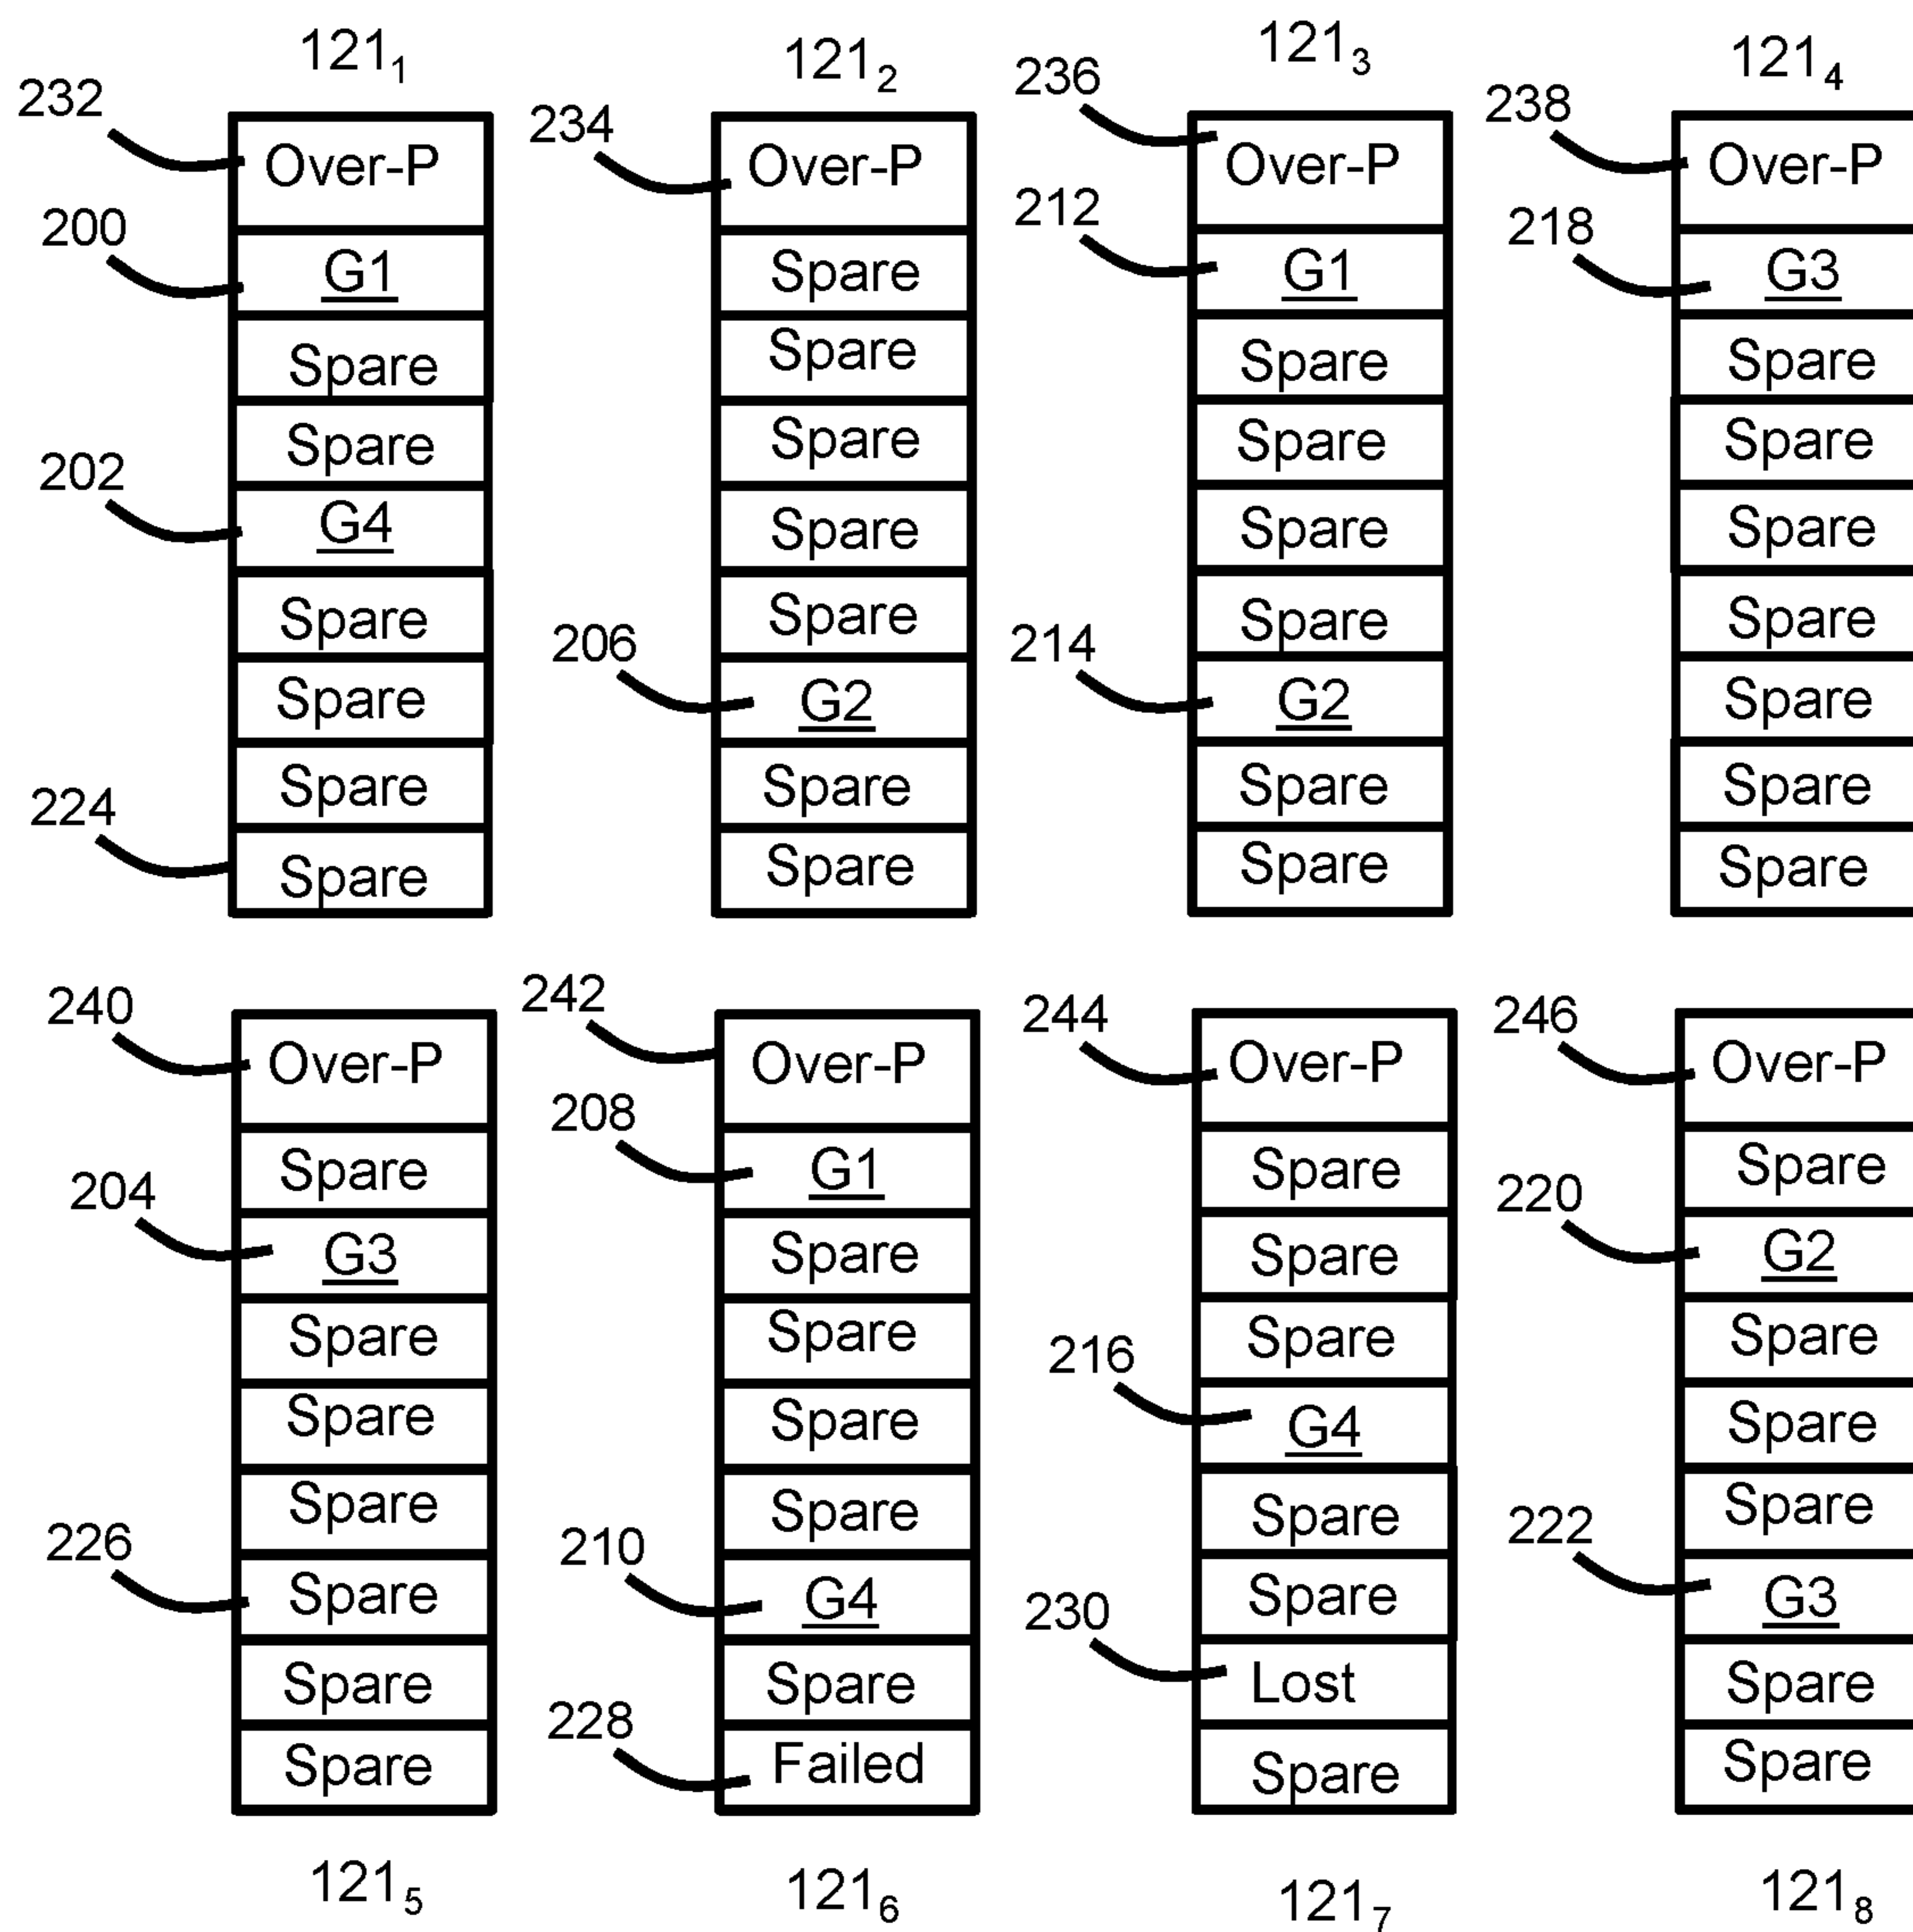 121₁
232
Over-P
200
G1
Spare
Spare
202
G4
Spare
Spare
Spare
224
Spare
121₂
234
Over-P
Spare
Spare
Spare
Spare
Spare
206
G2
Spare
Spare
121₃
236
Over-P
212
G1
Spare
Spare
Spare
Spare
214
G2
Spare
Spare
121₄
238
Over-P
218
G3
Spare
Spare
Spare
Spare
Spare
Spare
Spare
240
Over-P
Spare
204
G3
Spare
Spare
Spare
226
Spare
Spare
Spare
121₅
242
Over-P
208
G1
Spare
Spare
Spare
Spare
210
G4
Spare
228
Failed
121₆
244
Over-P
Spare
Spare
Spare
216
G4
Spare
Spare
230
Lost
Spare
121₇
246
Over-P
Spare
220
G2
Spare
Spare
Spare
222
G3
Spare
Spare
121₈